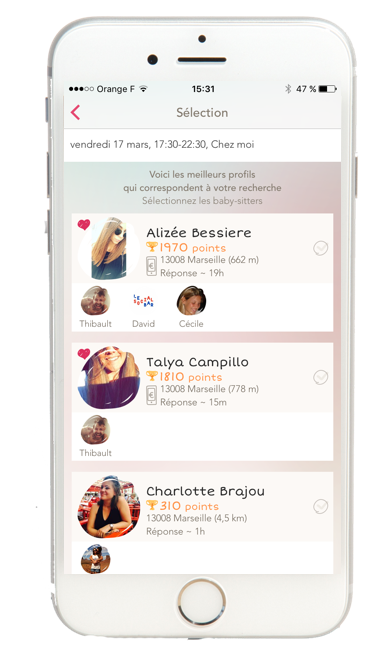 Orange F
15:31
47 %
Sélection
vendredi 17 mars, 17:30-22:30, Chez moi
Voici les meilleurs profils
qui correspondent à votre recherche
Sélectionnez les baby-sitters
Alizée Bessiere
1970 points
13008 Marseille (662 m)
Réponse ~ 19h
LE SOCIAL BAR
Thibault David Cécile
Talya Campillo
1810 points
13008 Marseille (778 m)
Réponse ~ 15m
Thibault
Charlotte Brajou
310 points
13008 Marseille (4,5 km)
Réponse ~ 1h